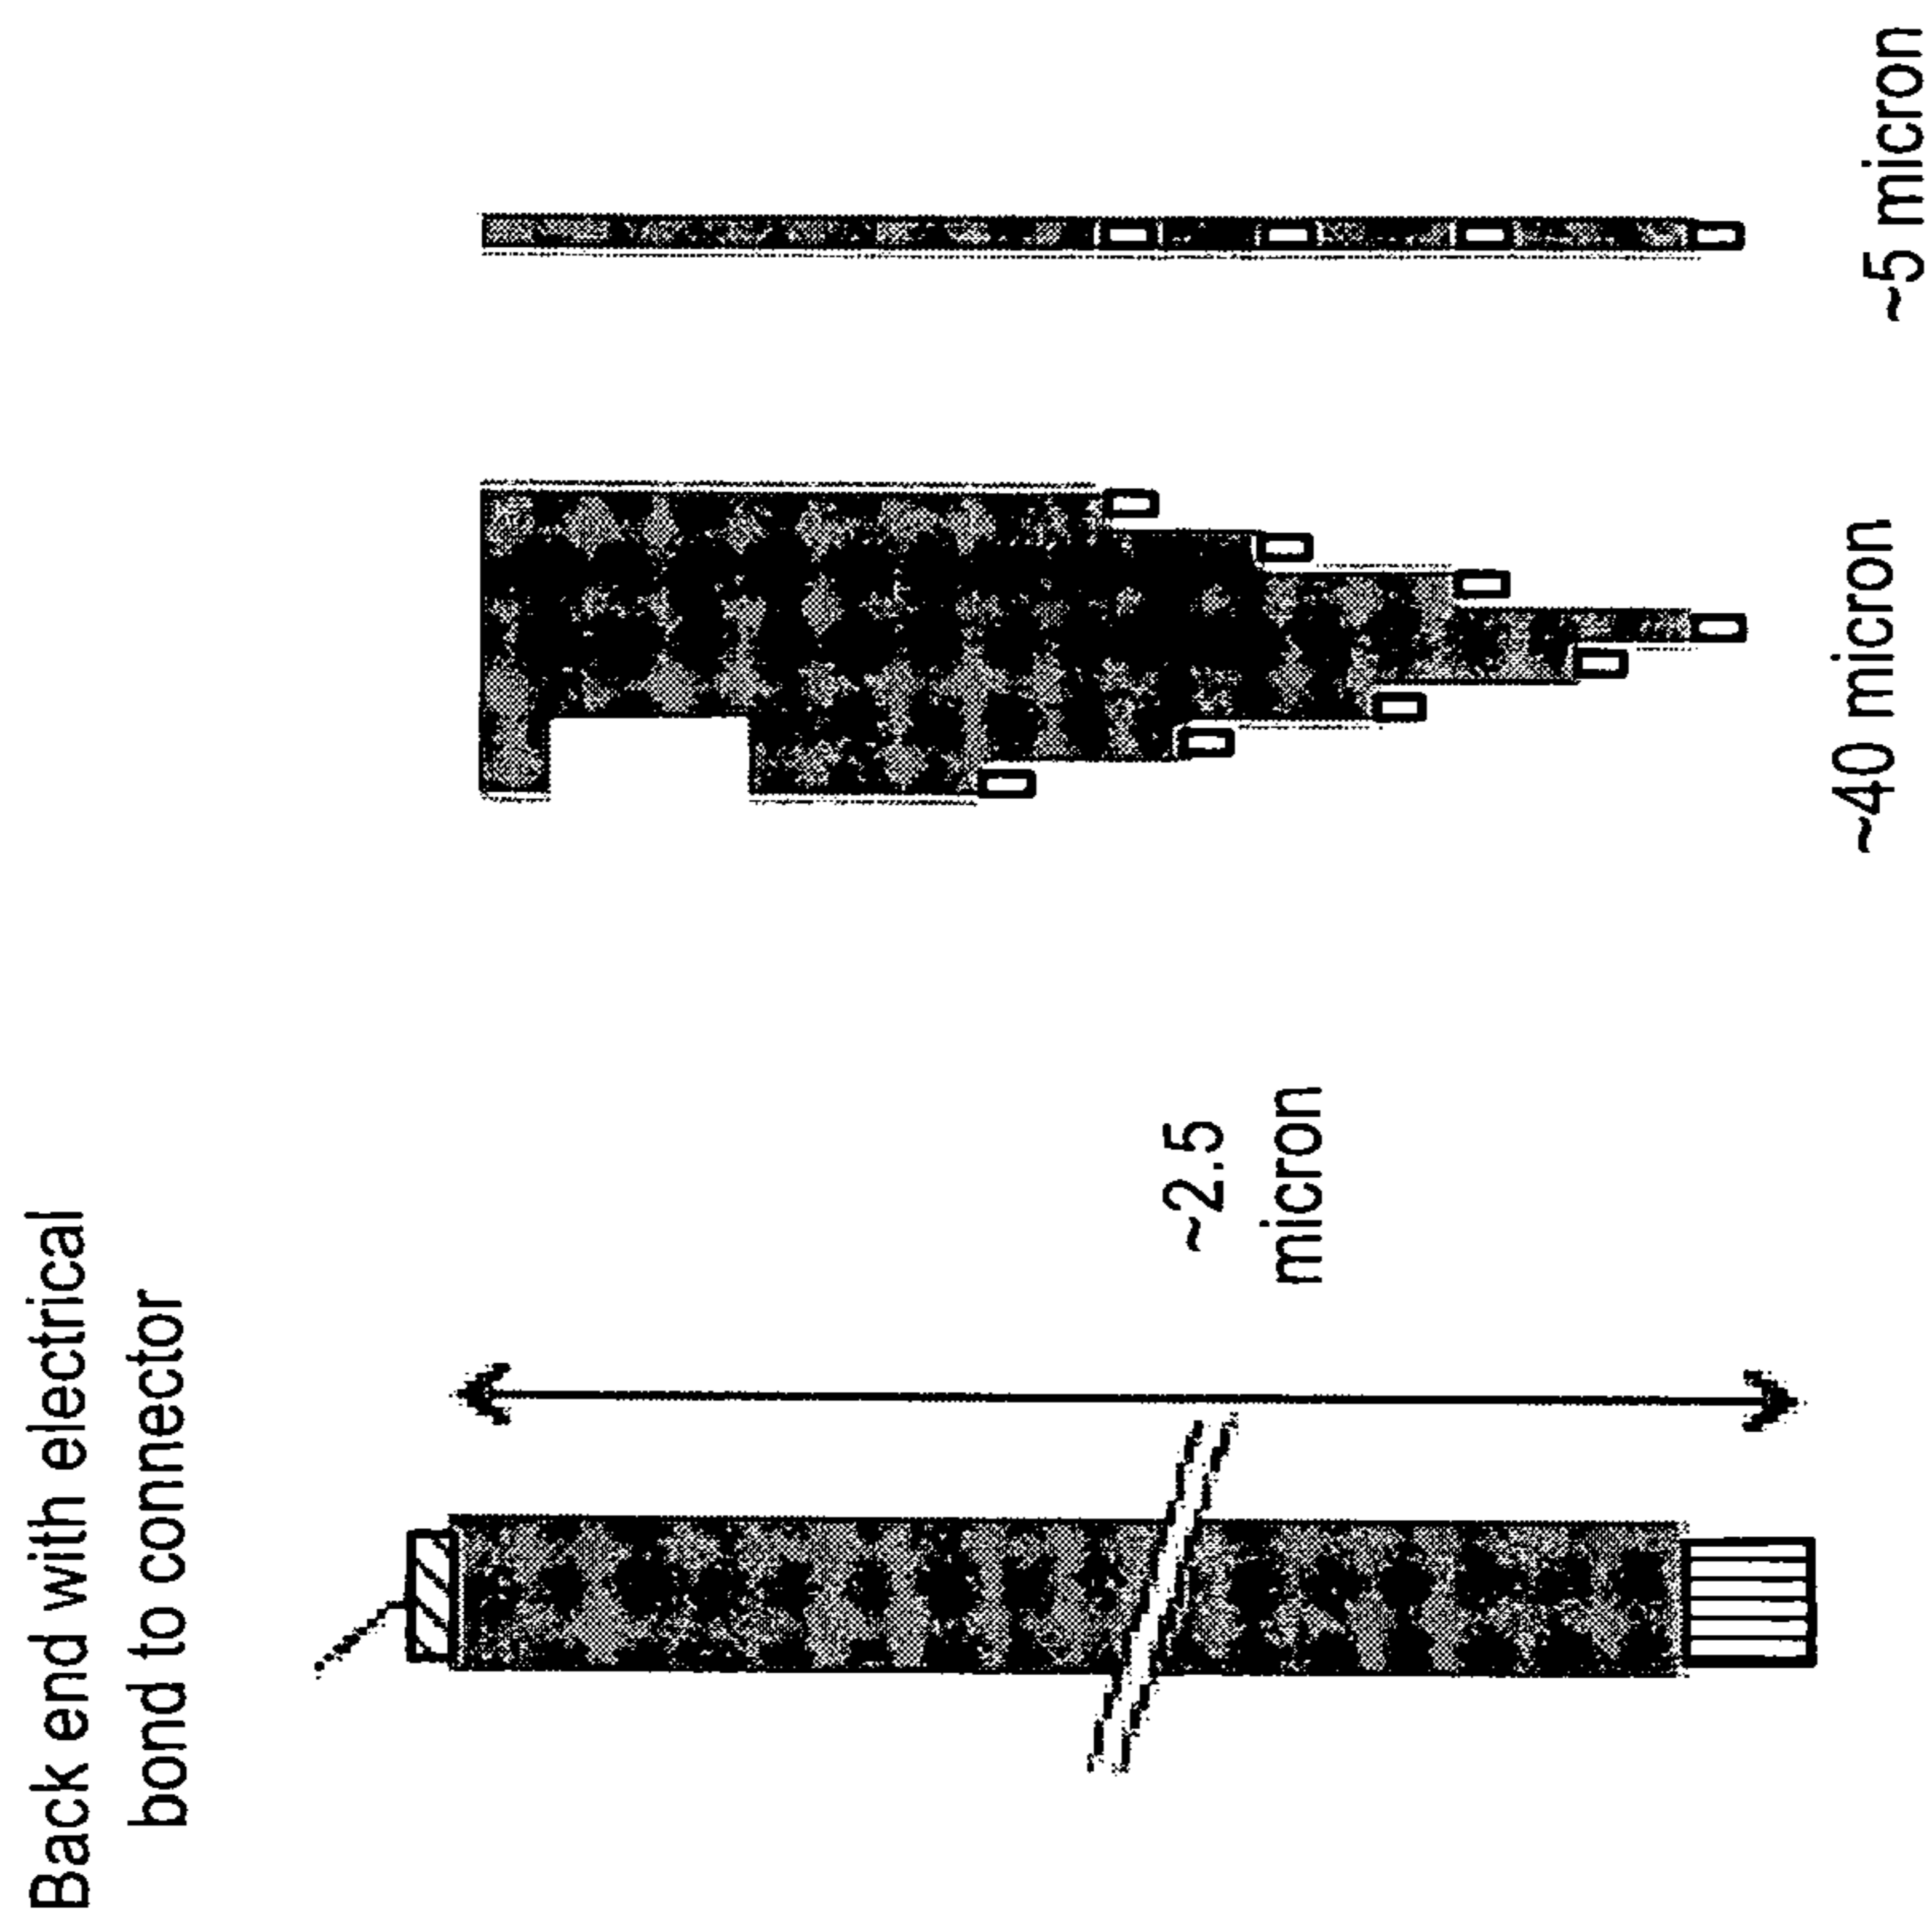 Back end with electrical
bond to connector
~2.5
micron
~40 micron
~5 micron